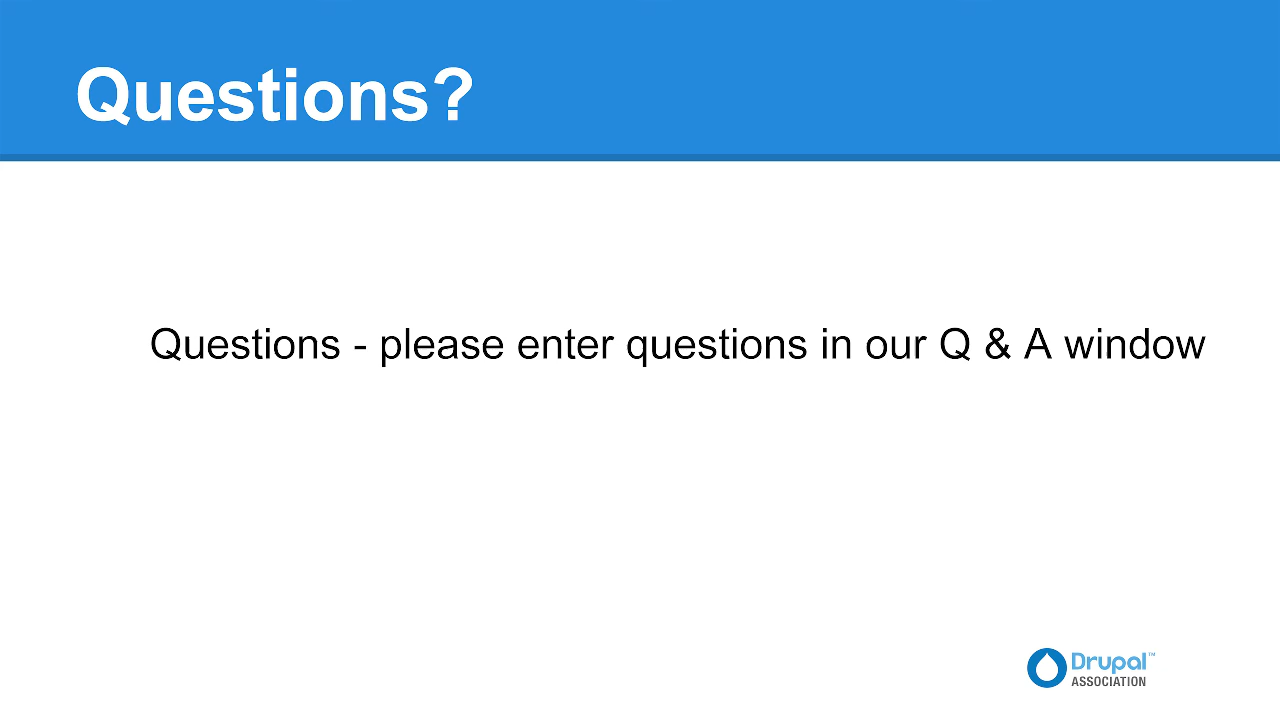 Questions?
Questions - please enter questions in our Q & A window
Drupal™
ASSOCIATION